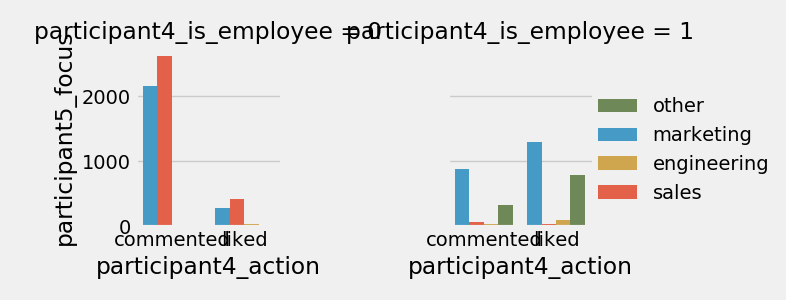 participant4_is_employee = 0
participant4_is_employee = 1
participant5_focus
2000
1000
0
commented
liked
commented
liked
participant4_action
participant4_action
other
marketing
engineering
sales